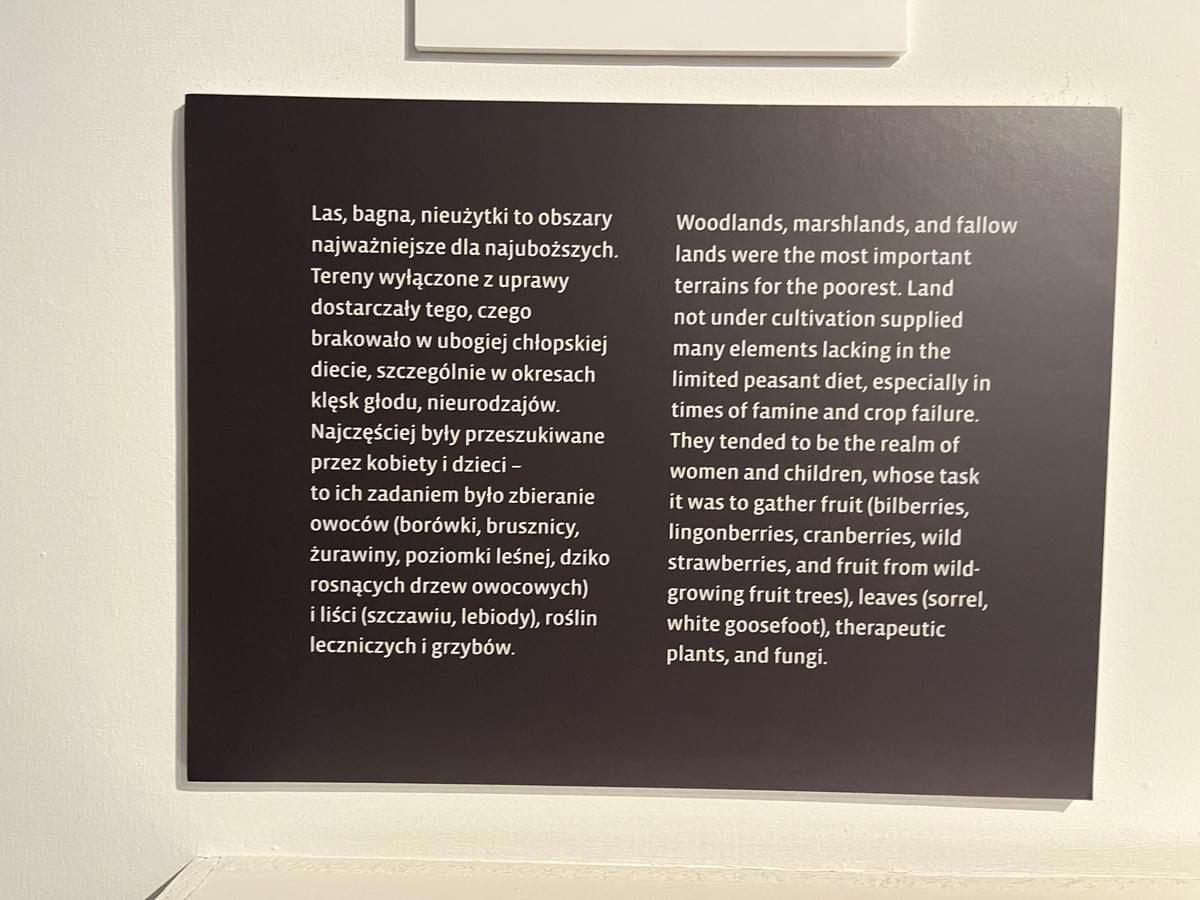 Las, bagna, nieużytki to obszary
najważniejsze dla najuboższych.
Tereny wyłączone z uprawy
dostarczały tego, czego
brakowało w ubogiej chłopskiej
diecie, szczególnie w okresach
klęsk głodu, nieurodzajów.
Najczęściej były przeszukiwane
przez kobiety i dzieci –
to ich zadaniem było zbieranie
owoców (borówki, brusznicy,
żurawiny, poziomki leśnej, dziko
rosnących drzew owocowych)
i liści (szczawiu, lebiody), roślin
leczniczych i grzybów.
Woodlands, marshlands, and fallow
lands were the most important
terrains for the poorest. Land
not under cultivation supplied
many elements lacking in the
limited peasant diet, especially in
times of famine and crop failure.
They tended to be the realm of
women and children, whose task
it was to gather fruit (bilberries,
lingonberries, cranberries, wild
strawberries, and fruit from wild-
growing fruit trees), leaves (sorrel,
white goosefoot), therapeutic
plants, and fungi.